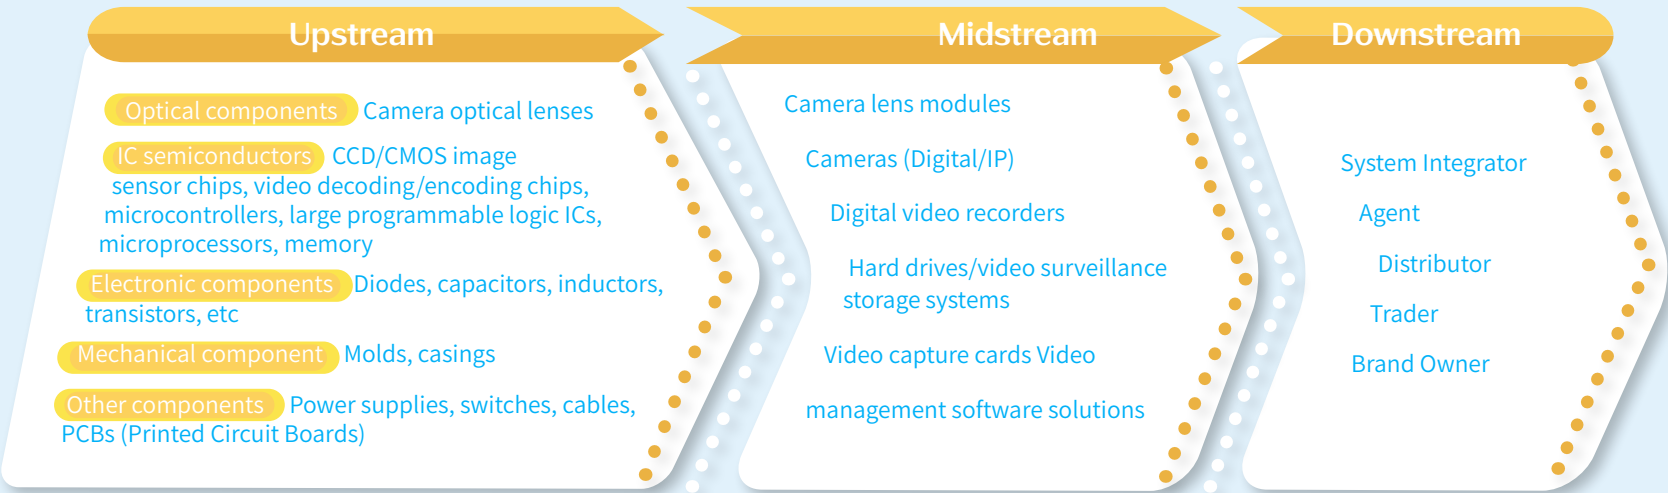 Upstream
Optical components Camera optical lenses
IC semiconductors CCD/CMOS image
sensor chips, video decoding/encoding chips,
microcontrollers, large programmable logic ICs,
microprocessors, memory
Electronic components Diodes, capacitors, inductors,
transistors, etc
Mechanical component Molds, casings
Other components Power supplies, switches, cables,
PCBs (Printed Circuit Boards)
Midstream
Camera lens modules
Cameras (Digital/IP)
Digital video recorders
Hard drives/video surveillance
storage systems
Video capture cards Video
management software solutions
Downstream
System Integrator
Agent
Distributor
Trader
Brand Owner